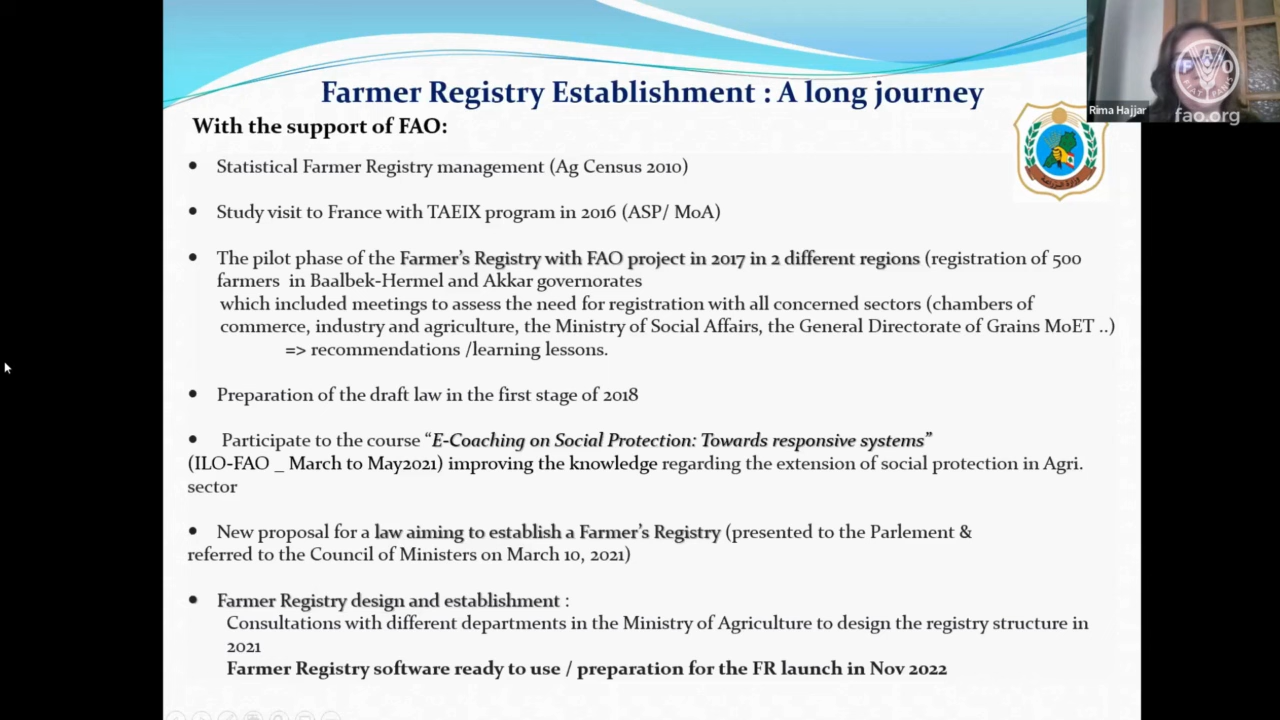 Farmer Registry Establishment : A long journey
With the support of FAO:
• Statistical Farmer Registry management (Ag Census 2010)
• Study visit to France with TAEIX program in 2016 (ASP/ MoA)
• The pilot phase of the Farmer's Registry with FAO project in 2017 in 2 different regions (registration of 500
farmers in Baalbek-Hermel and Akkar governorates
which included meetings to assess the need for registration with all concerned sectors (chambers of
commerce, industry and agriculture, the Ministry of Social Affairs, the General Directorate of Grains MoET ..)
=> recommendations /learning lessons.
• Preparation of the draft law in the first stage of 2018
• Participate to the course “E-Coaching on Social Protection: Towards responsive systems”
(ILO-FAO _ March to May2021) improving the knowledge regarding the extension of social protection in Agri.
sector
• New proposal for a law aiming to establish a Farmer's Registry (presented to the Parlement &
referred to the Council of Ministers on March 10, 2021)
• Farmer Registry design and establishment :
Consultations with different departments in the Ministry of Agriculture to design the registry structure in
2021
Farmer Registry software ready to use / preparation for the FR launch in Nov 2022
Rima Hajjar
fao.org
وزارة الزراعة